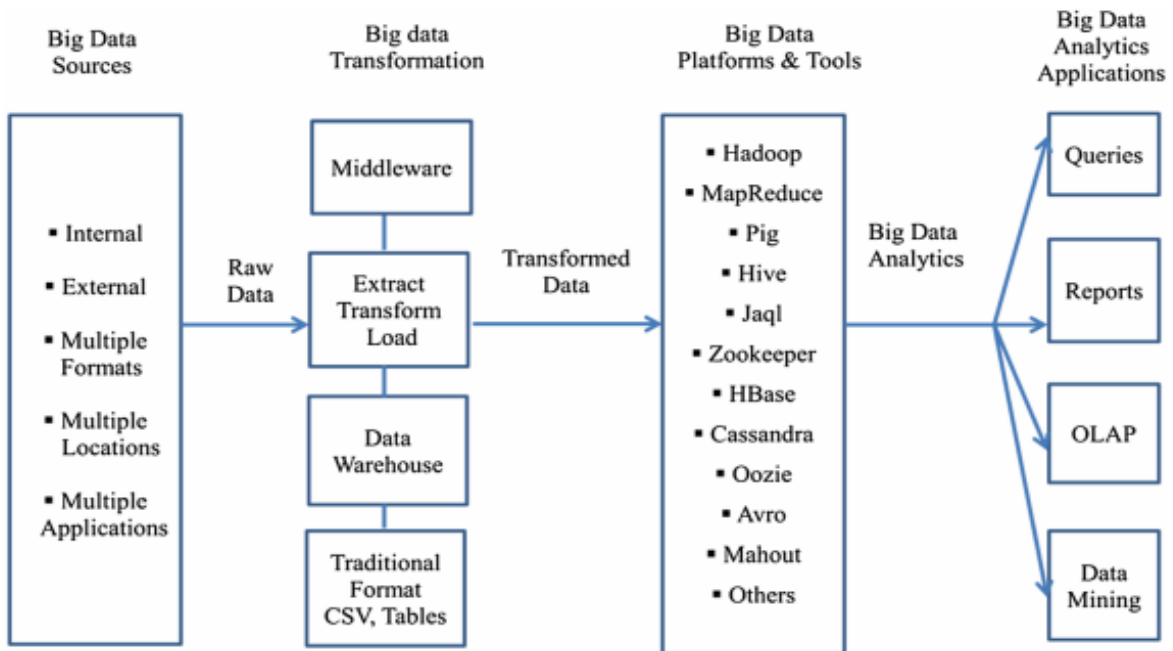 Big Data
Sources
Big data
Transformation
Big Data
Platforms & Tools
Big Data
Analytics
Applications
▪ Internal
▪ External
▪ Multiple
Formats
▪ Multiple
Locations
▪ Multiple
Applications
Raw
Data
Middleware
Extract
Transform
Load
Data
Warehouse
Traditional
Format
CSV, Tables
Transformed
Data
▪ Hadoop
▪ MapReduce
▪ Pig
▪ Hive
▪ Jaql
▪ Zookeeper
▪ HBase
▪ Cassandra
▪ Oozie
▪ Avro
▪ Mahout
▪ Others
Big Data
Analytics
Queries
Reports
OLAP
Data
Mining